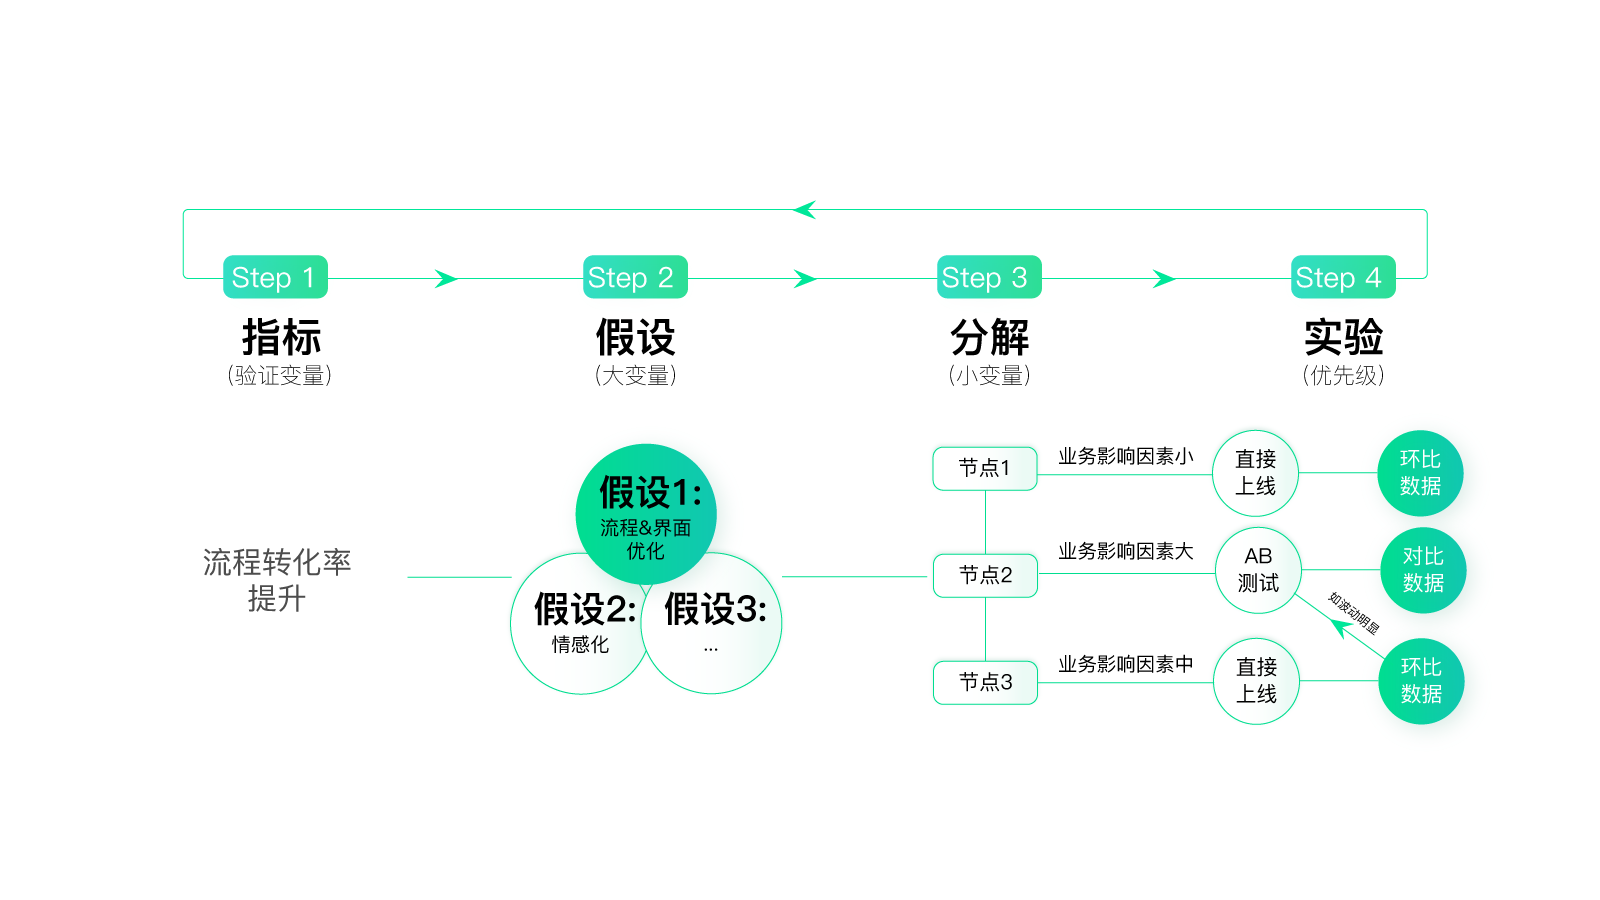 Step 1
Step 2
Step 3
Step 4
指标
假设
分解
实验
(验证变量)
(大变量)
(小变量)
(优先级)
流程转化率
提升
假设1:
流程&界面
优化
假设2:
情感化
假设3:
...
节点1
业务影响因素小
直接
上线
环比
数据
节点2
业务影响因素大
AB
测试
对比
数据
如波动明显
节点3
业务影响因素中
直接
上线
环比
数据